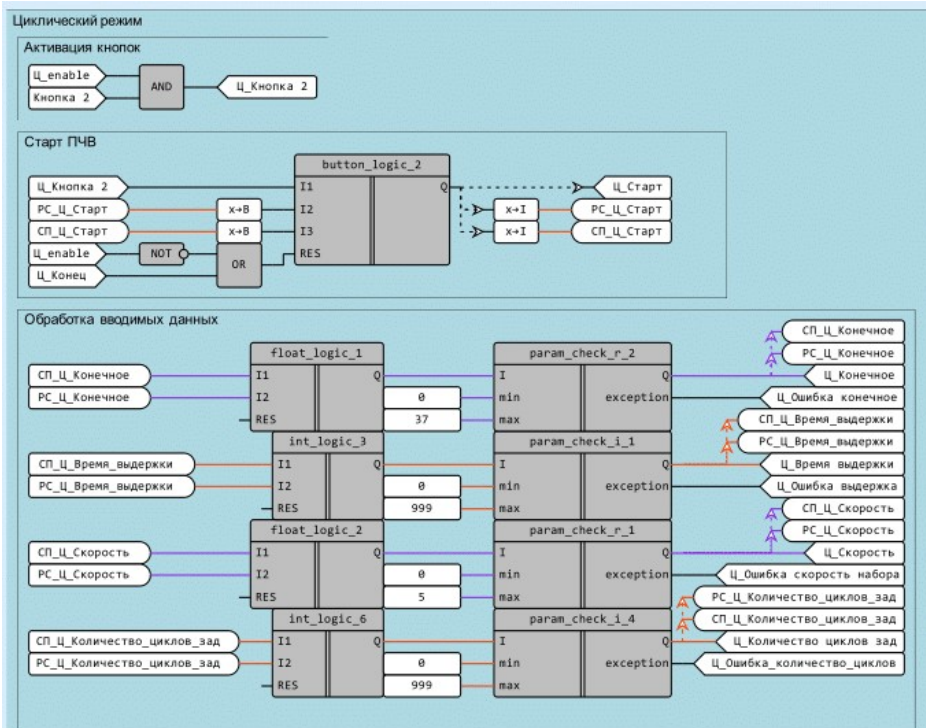 Циклический режим
Активация кнопок
Ц_enable
Кнопка 2
AND
Ц_Кнопка 2
Старт ПЧВ
button_logic_2
Ц_Кнопка 2
I1
Q
Ц_Старт
РС_Ц_Старт
x→B
I2
x→I
РС_Ц_Старт
СП_Ц_Старт
x→B
I3
x→I
СП_Ц_Старт
Ц_enable
NOT
OR
RES
Ц_Конец
Обработка вводимых данных
СП_Ц_Конечное
float_logic_1
param_check_r_2
РС_Ц_Конечное
СП_Ц_Конечное
I1
Q
I
Q
Ц_Конечное
РС_Ц_Конечное
I2
0
min
exception
Ц_Ошибка конечное
RES
37
max
СП_Ц_Время_выдержки
int_logic_3
param_check_i_1
РС_Ц_Время_выдержки
СП_Ц_Время_выдержки
I1
Q
I
Q
Ц_Время выдержки
РС_Ц_Время_выдержки
I2
0
min
exception
Ц_Ошибка выдержка
RES
999
max
СП_Ц_Скорость
float_logic_2
param_check_r_1
РС_Ц_Скорость
СП_Ц_Скорость
I1
Q
I
Q
Ц_Скорость
РС_Ц_Скорость
I2
0
min
exception
Ц_Ошибка скорость набора
RES
5
max
РС_Ц_Количество_циклов_зад
int_logic_6
param_check_i_4
СП_Ц_Количество_циклов_зад
СП_Ц_Количество_циклов_зад
I1
Q
I
Q
Ц_Количество циклов зад
РС_Ц_Количество_циклов_зад
I2
0
min
exception
Ц_Ошибка_количество_циклов
RES
999
max